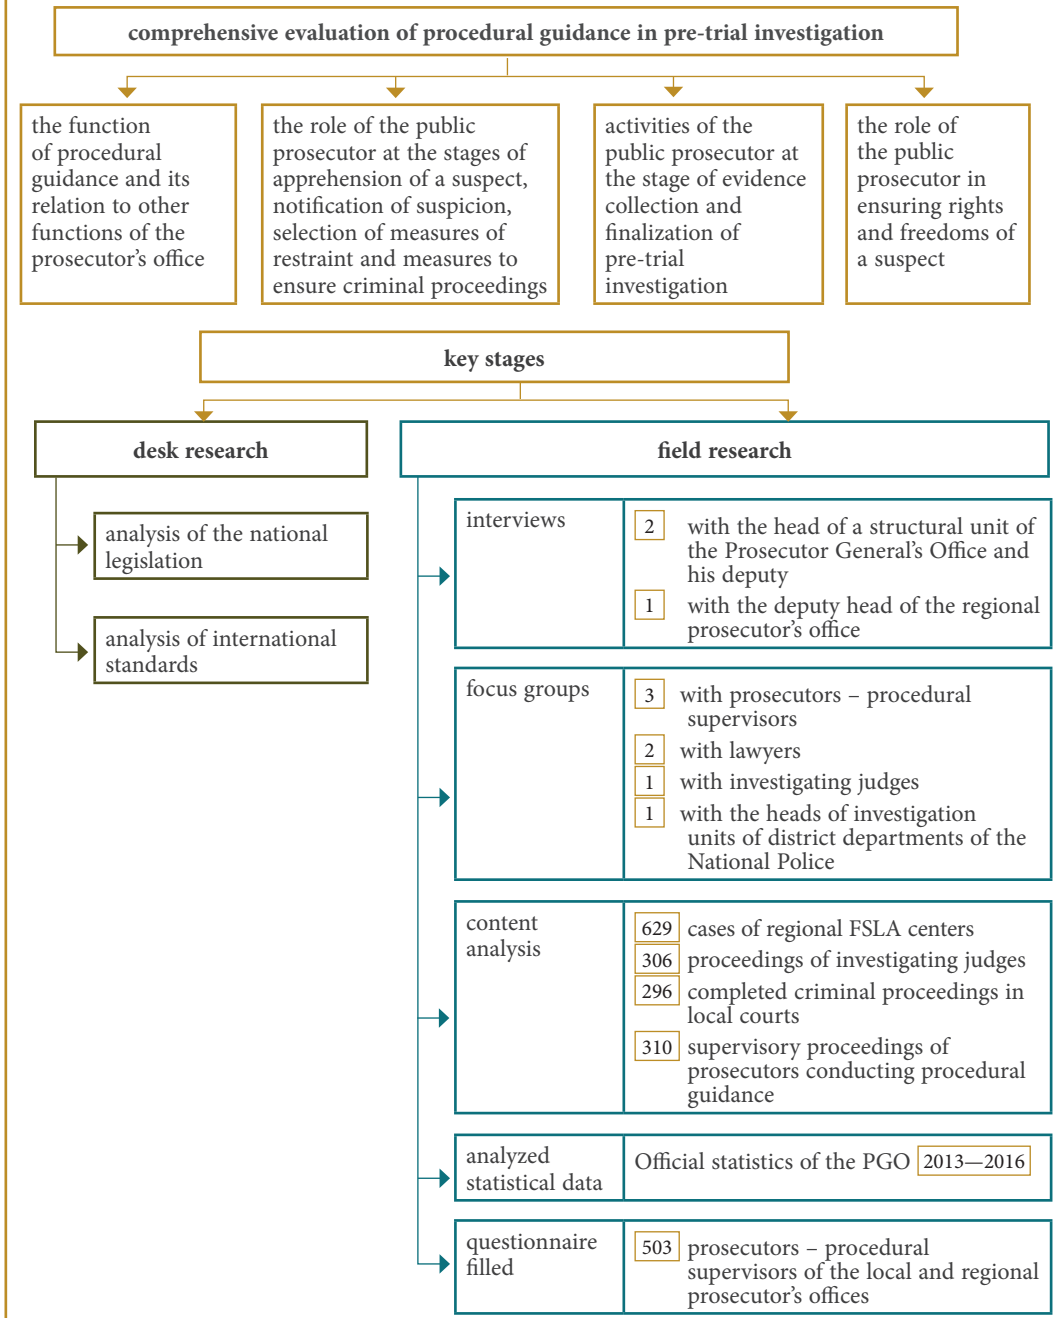 comprehensive evaluation of procedural guidance in pre-trial investigation
the function
of procedural
guidance and its
relation to other
functions of the
prosecutor's office
the role of the public
prosecutor at the stages of
apprehension of a suspect,
notification of suspicion,
selection of measures of
restraint and measures to
ensure criminal proceedings
activities of the
public prosecutor at
the stage of evidence
collection and
finalization of
pre-trial
investigation
the role of
the public
prosecutor in
ensuring rights
and freedoms of
a suspect
key stages
desk research
analysis of the national
legislation
analysis of international
standards
field research
interviews
2 with the head of a structural unit of
the Prosecutor General's Office and
his deputy
1 with the deputy head of the regional
prosecutor's office
focus groups
3 with prosecutors – procedural
supervisors
2 with lawyers
1 with investigating judges
1 with the heads of investigation
units of district departments of the
National Police
content
analysis
629 cases of regional FSLA centers
306 proceedings of investigating judges
296 completed criminal proceedings in
local courts
310 supervisory proceedings of
prosecutors conducting procedural
guidance
analyzed
statistical data
Official statistics of the PGO 2013—2016
questionnaire
filled
503 prosecutors – procedural
supervisors of the local and regional
prosecutor's offices